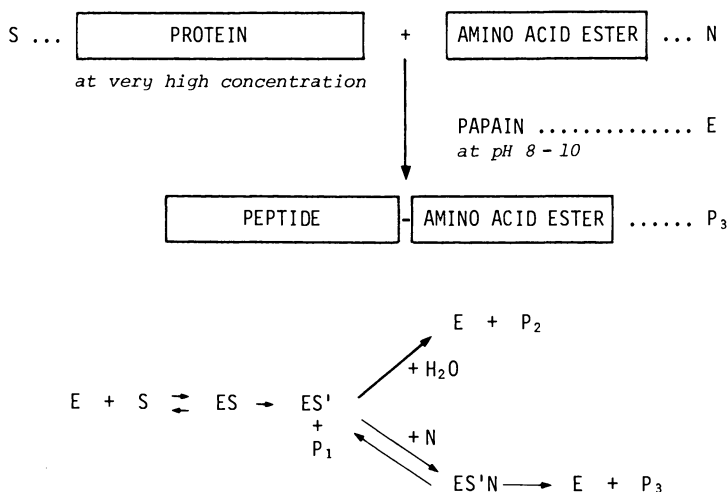 S ... PROTEIN + AMINO ACID ESTER ... N
at very high concentration
PAPAIN .............. E
at pH 8 - 10
PEPTIDE - AMINO ACID ESTER ...... P3
E + P2
+ H2O
E + S ⇌ ES → ES'
+
P1
+ N
ES'N → E + P3